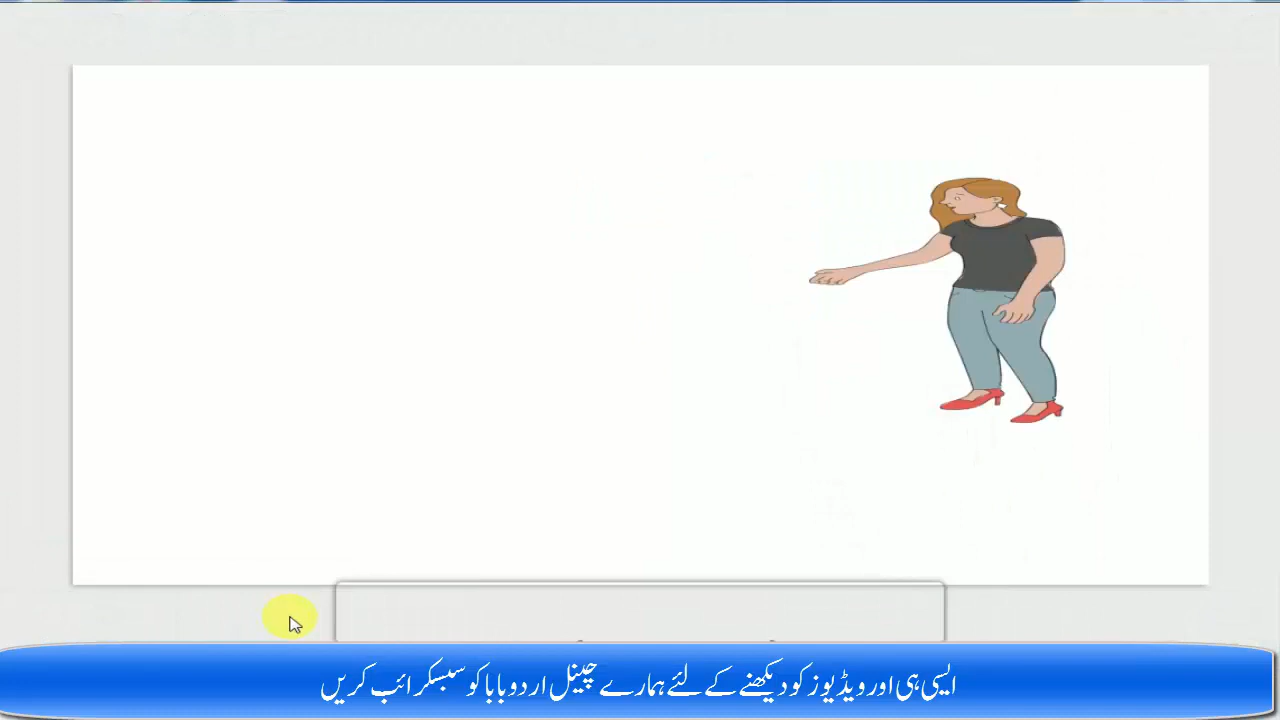 ایسی ہی اور ویڈیوز کو دیکھنے کے لئے ہمارے چینل اردو بابا کو سبسکرائب کریں